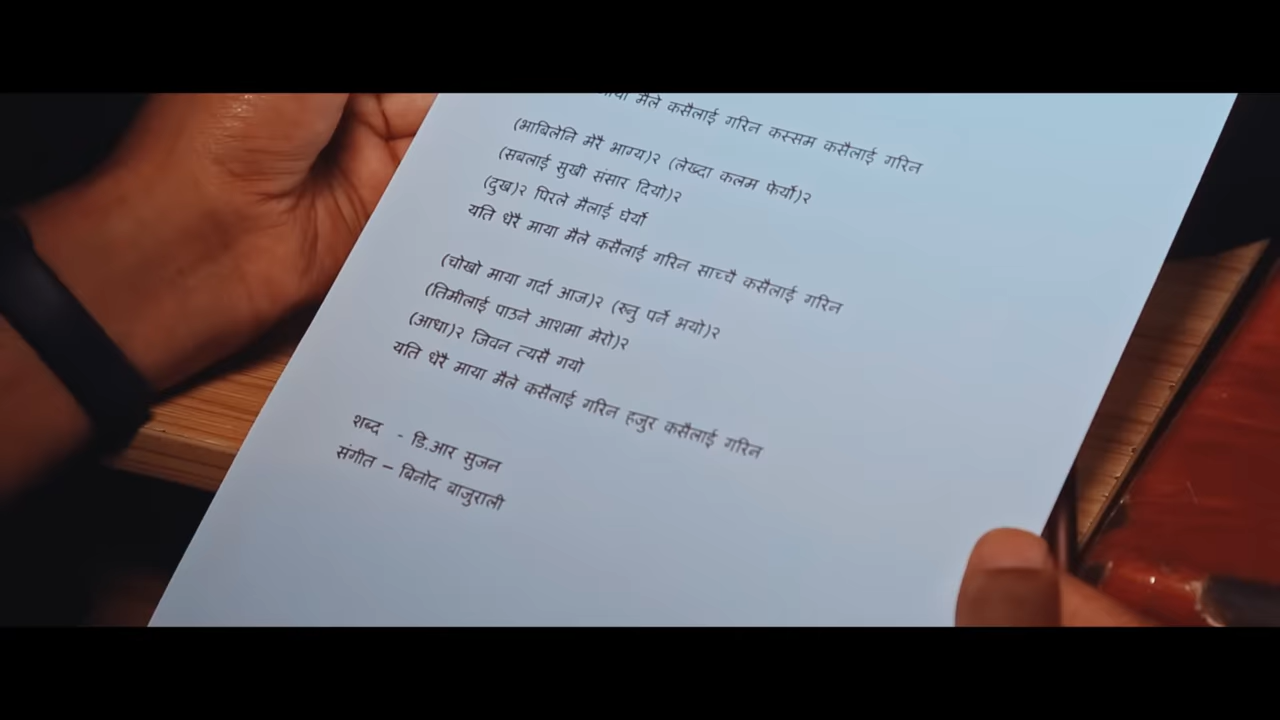 माया मैले कसैलाई गरिन कस्सम कसैलाई गरिन
(भाबिलेनि मेरै भाग्य)२ (लेख्दा कलम फेर्यो)२
(सबलाई सुखी संसार दियो)२
(दुख)२ पिरले मैलाई घेर्यो
यति धेरै माया मैले कसैलाई गरिन साच्चै कसैलाई गरिन
(चोखो माया गर्दा आज)२ (रुनु पर्ने भयो)२
(तिमीलाई पाउने आशमा मेरो)२
(आधा)२ जिवन त्यसै गयो
यति धेरै माया मैले कसैलाई गरिन हजुर कसैलाई गरिन
शब्द - डि.आर सुजन
संगीत – बिनोद बाजुराली